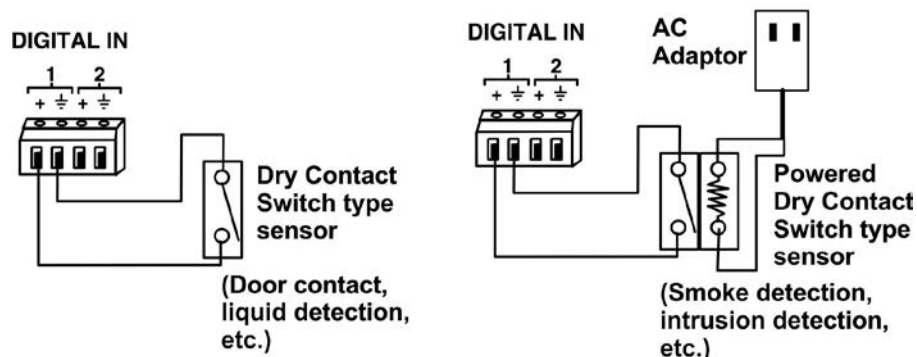 DIGITAL IN
1 2
+ ⏚ + ⏚
Dry Contact
Switch type
sensor
(Door contact,
liquid detection,
etc.)
DIGITAL IN
1 2
+ ⏚ + ⏚
AC
Adaptor
Powered
Dry Contact
Switch type
sensor
(Smoke detection,
intrusion detection,
etc.)